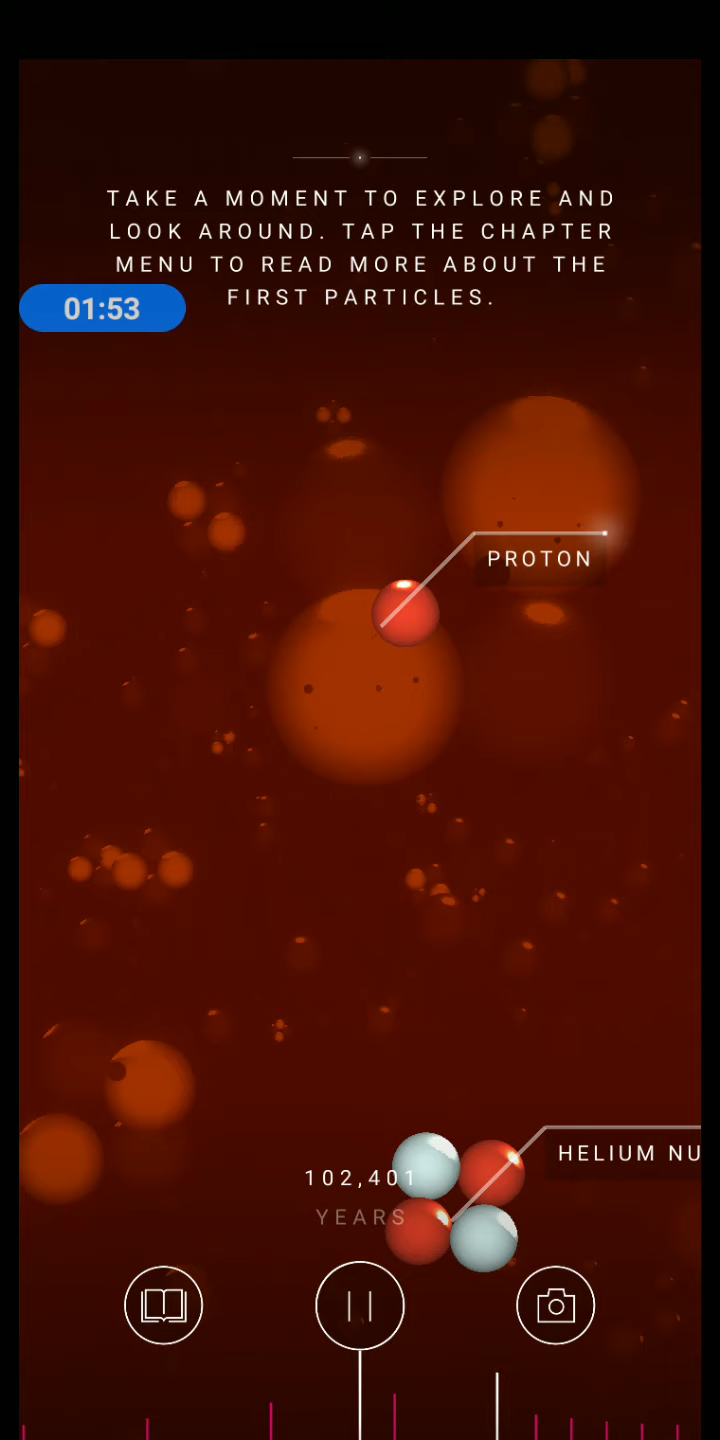 TAKE A MOMENT TO EXPLORE AND
LOOK AROUND. TAP THE CHAPTER
MENU TO READ MORE ABOUT THE
FIRST PARTICLES.
01:53
PROTON
HELIUM NU
102,401
YEARS